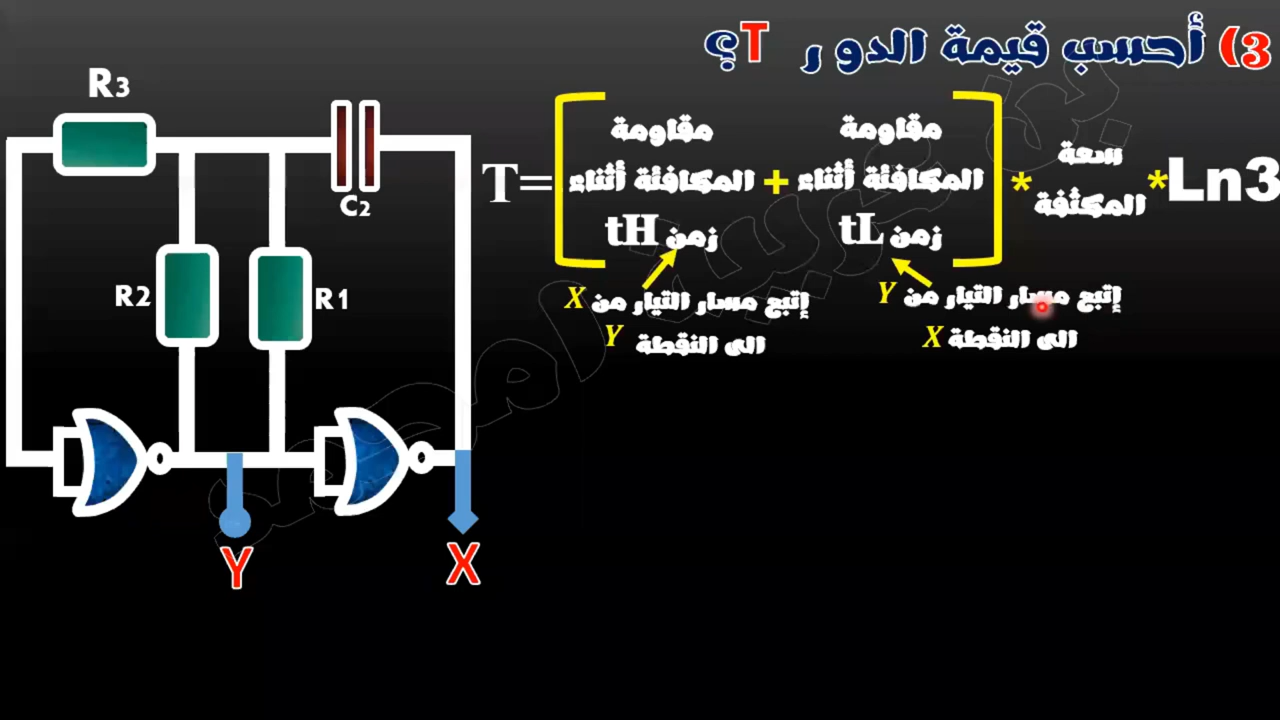 3) أحسب قيمة الدور T؟
T=
مقاومة
المكافئة أثناء
زمن tH
+
مقاومة
المكافئة أثناء
زمن tL
*
سعة
المكثفة
*Ln3
إتبع مسار التيار من X
الى النقطة Y
إتبع مسار التيار من Y
الى النقطة X
R3
C2
R2
R1
Y
X